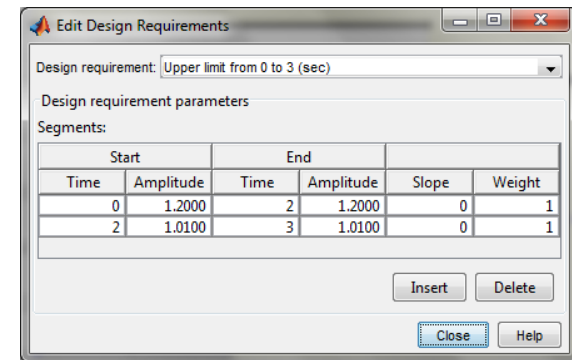 Edit Design Requirements
Design requirement: Upper limit from 0 to 3 (sec)
Design requirement parameters
Segments:
Start End
Time Amplitude Time Amplitude Slope Weight
0 1.2000 2 1.2000 0 1
2 1.0100 3 1.0100 0 1
Insert Delete
Close Help